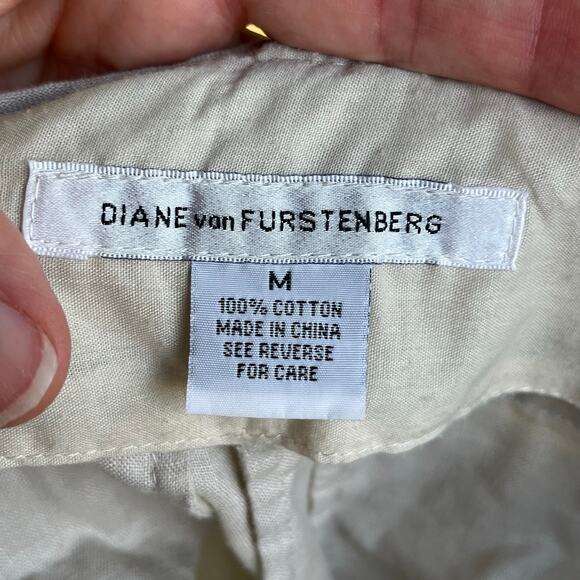 DIANE von FURSTENBERG
M
100% COTTON
MADE IN CHINA
SEE REVERSE
FOR CARE